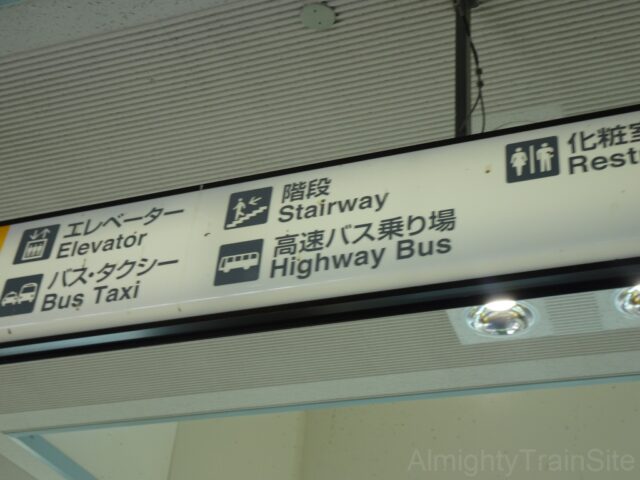 エレベーター
Elevator
バス・タクシー
Bus Taxi
階段
Stairway
高速バス乗り場
Highway Bus
化粧室
Rest
AlmightyTrainSite